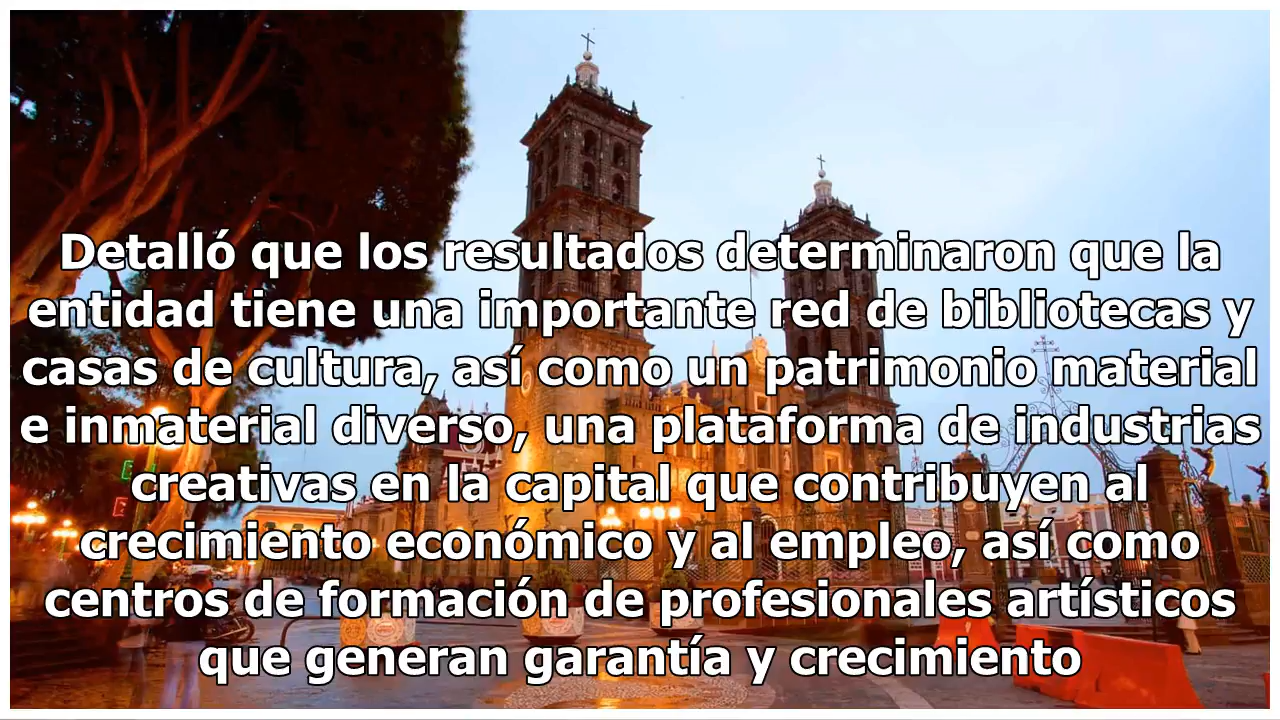 Detalló que los resultados determinaron que la
entidad tiene una importante red de bibliotecas y
casas de cultura, así como un patrimonio material
e inmaterial diverso, una plataforma de industrias
creativas en la capital que contribuyen al
crecimiento económico y al empleo, así como
centros de formación de profesionales artísticos
que generan garantía y crecimiento